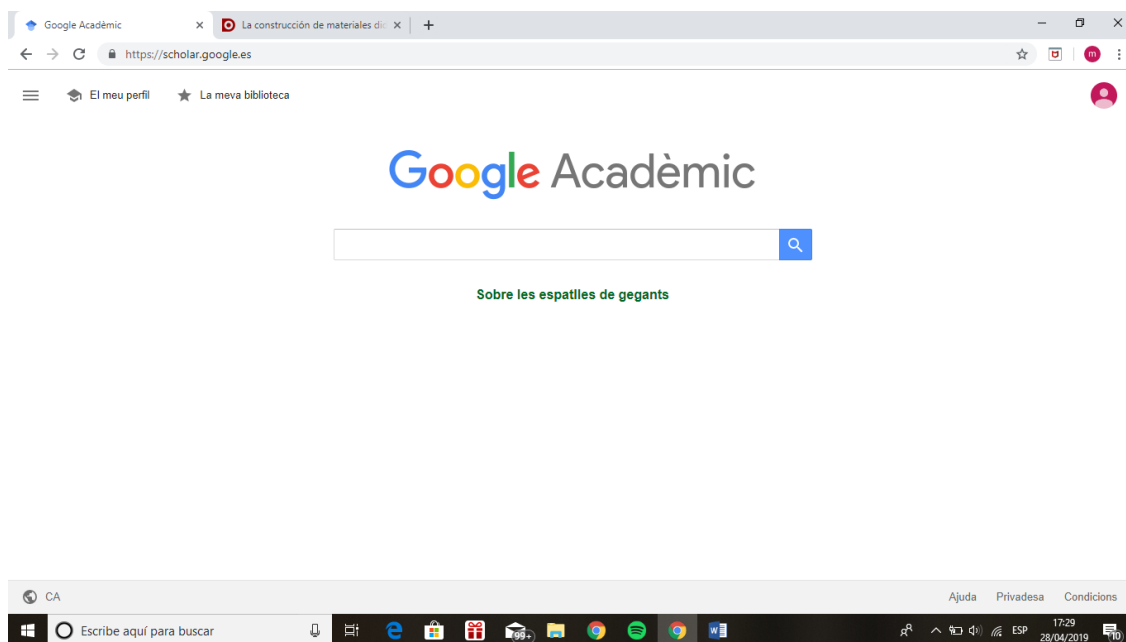 Google Acadèmic
La construcción de materiales dic
https://scholar.google.es
m
El meu perfil
La meva biblioteca
Google Acadèmic
Sobre les espatlles de gegants
CA
Ajuda Privadesa Condicions
Escribe aquí para buscar
99+
ESP
17:29
28/04/2019
10